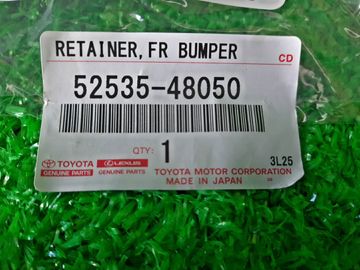 RETAINER, FR BUMPER
CD
52535-48050
QTY: 1
3L25
TOYOTA LEXUS
GENUINE PARTS GENUINE PARTS
TOYOTA MOTOR CORPORATION
MADE IN JAPAN